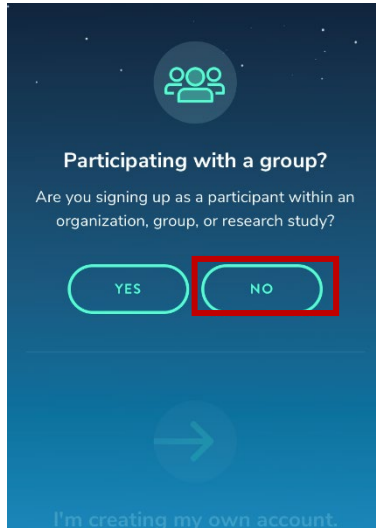 Participating with a group?
Are you signing up as a participant within an
organization, group, or research study?
YES
NO
I'm creating my own account.